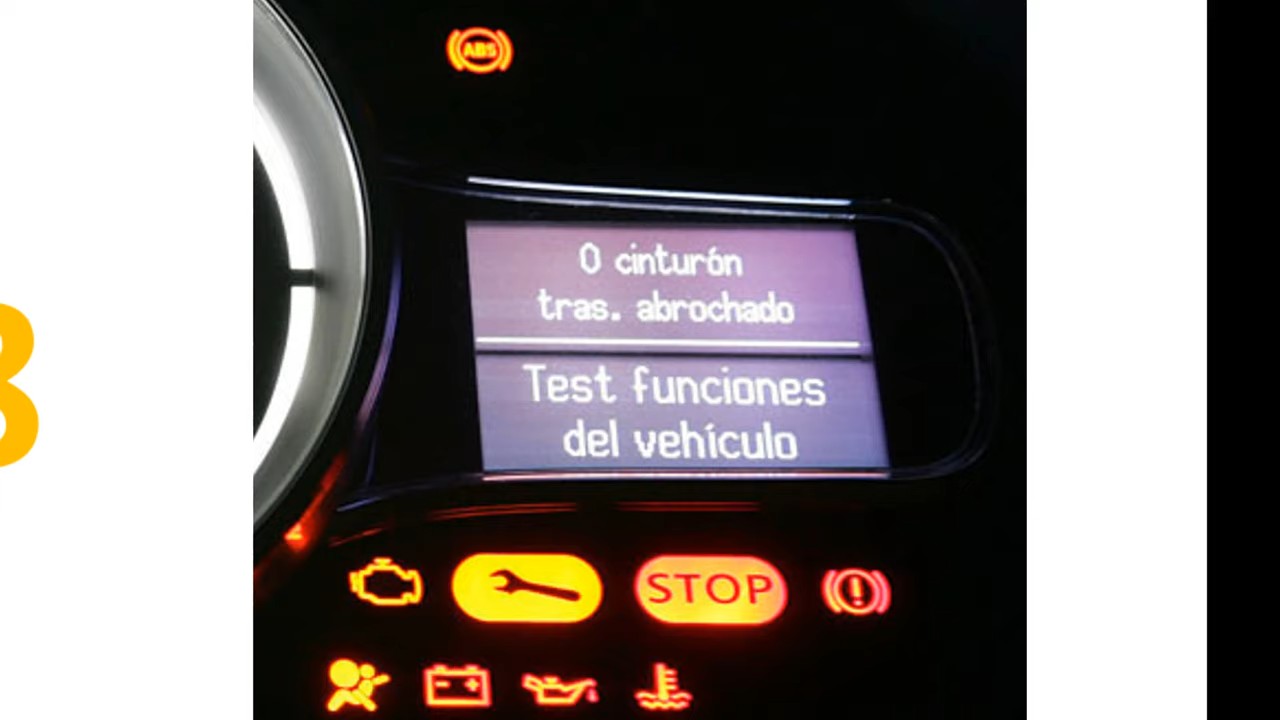 ABS
0 cinturón
tras. abrochado
Test funciones
del vehículo
STOP